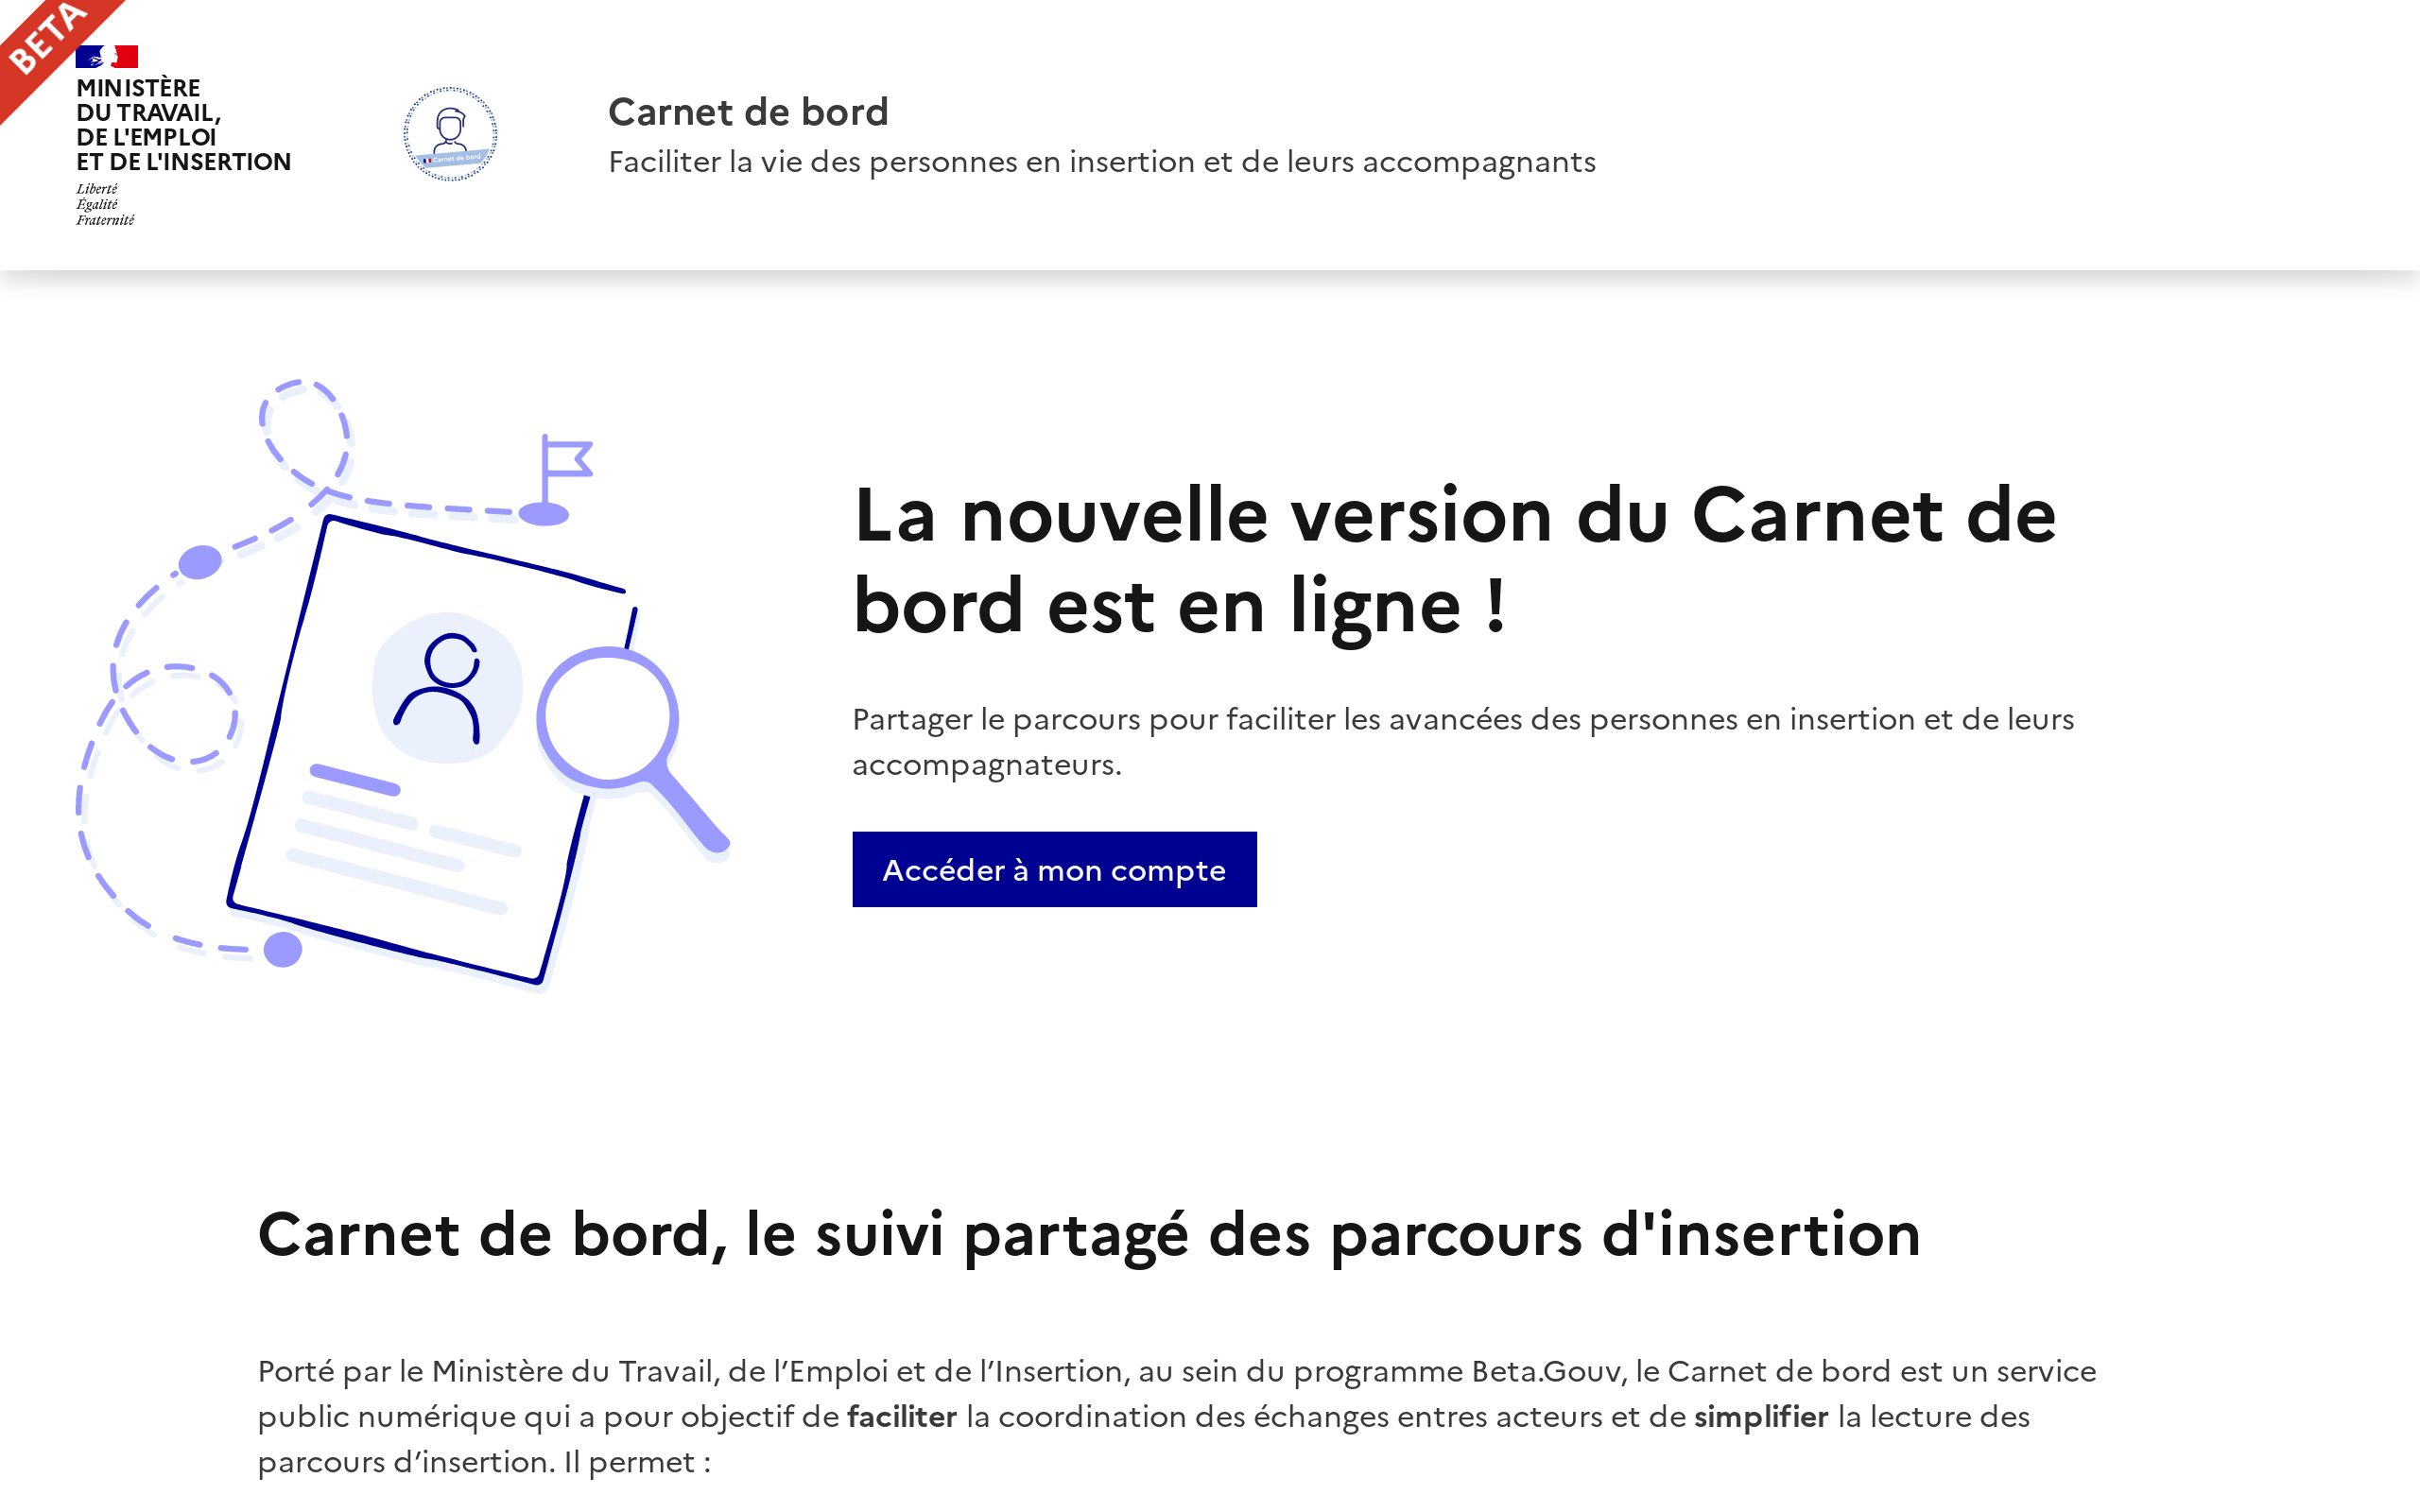 BETA
MINISTÈRE
DU TRAVAIL,
DE L'EMPLOI
ET DE L'INSERTION
Liberté
Égalité
Fraternité
Carnet de bord
Carnet de bord
Faciliter la vie des personnes en insertion et de leurs accompagnants
La nouvelle version du Carnet de
bord est en ligne !
Partager le parcours pour faciliter les avancées des personnes en insertion et de leurs
accompagnateurs.
Accéder à mon compte
Carnet de bord, le suivi partagé des parcours d'insertion
Porté par le Ministère du Travail, de l’Emploi et de l’Insertion, au sein du programme Beta.Gouv, le Carnet de bord est un service
public numérique qui a pour objectif de faciliter la coordination des échanges entres acteurs et de simplifier la lecture des
parcours d’insertion. Il permet :